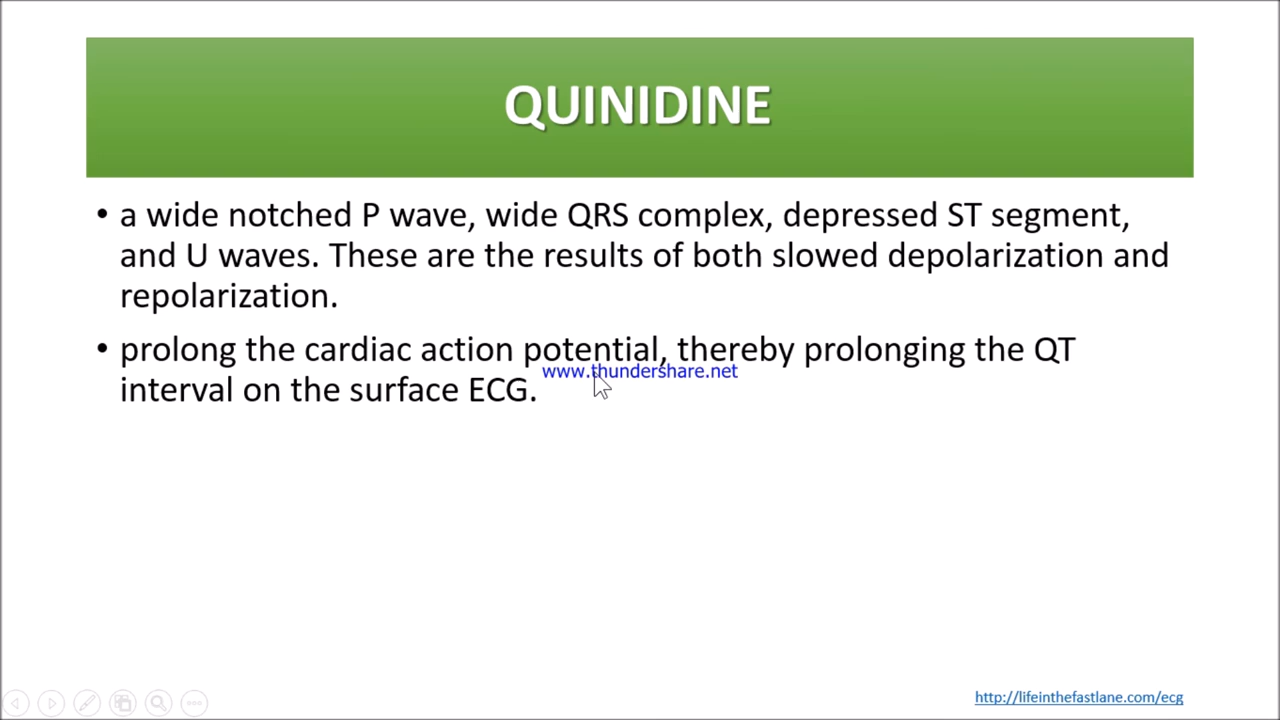 QUINIDINE
• a wide notched P wave, wide QRS complex, depressed ST segment,
and U waves. These are the results of both slowed depolarization and
repolarization.
• prolong the cardiac action potential, thereby prolonging the QT
www.thundershare.net
interval on the surface ECG.
http://lifeinthefastlane.com/ecg